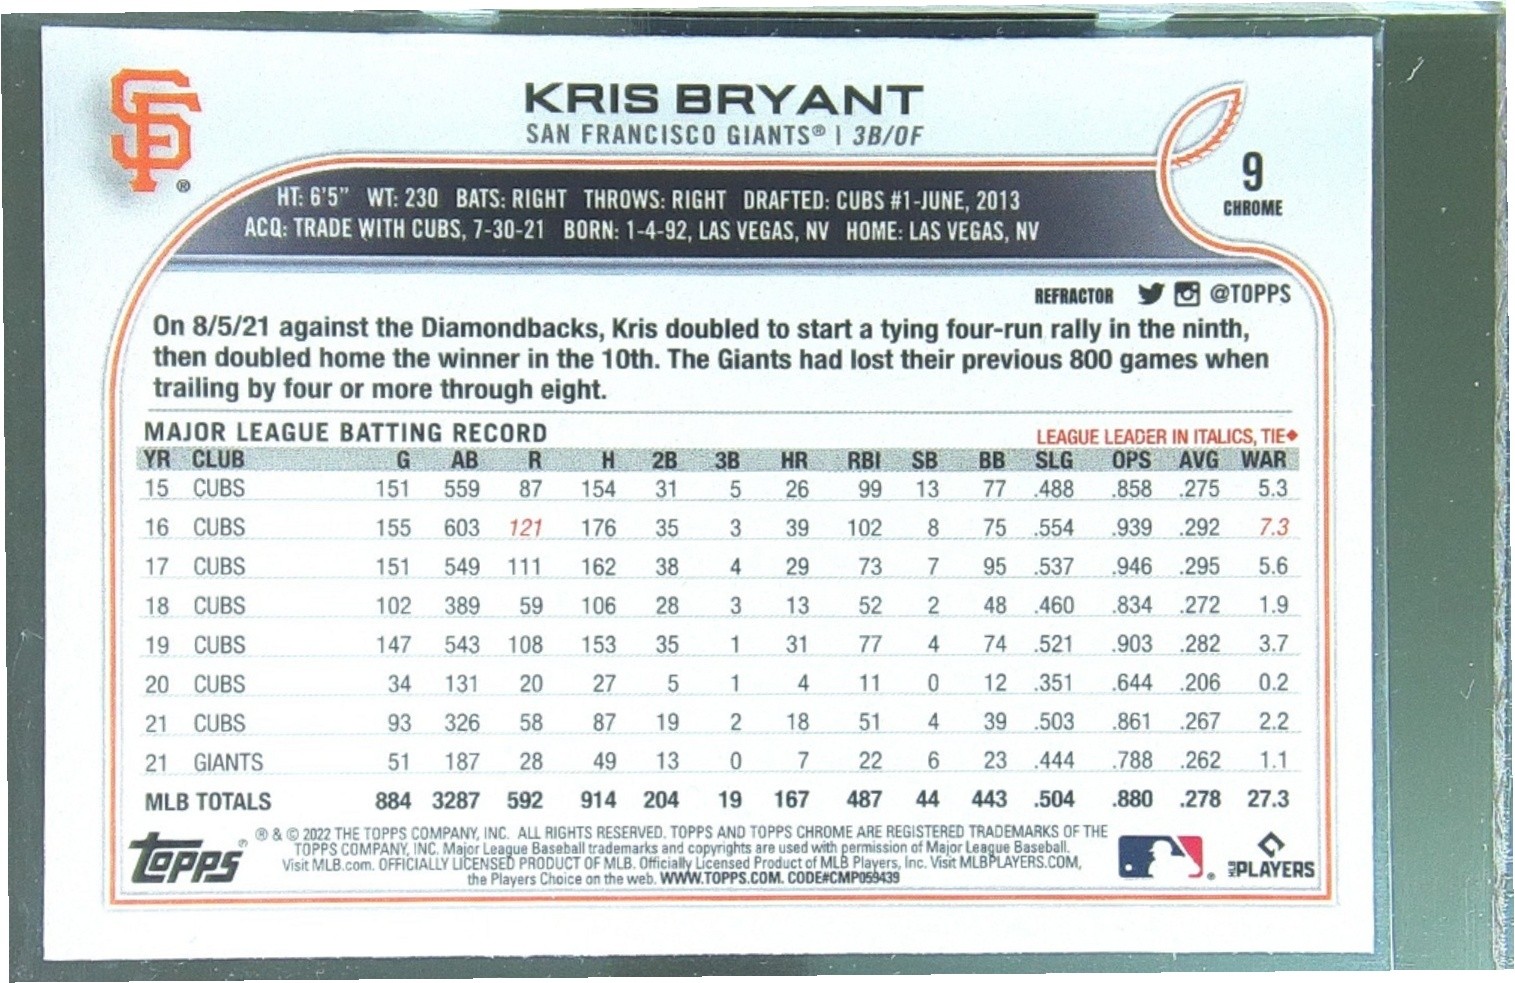 SF ®
KRIS BRYANT
SAN FRANCISCO GIANTS® | 3B/OF
9
CHROME
HT: 6'5" WT: 230 BATS: RIGHT THROWS: RIGHT DRAFTED: CUBS #1-JUNE, 2013
ACQ: TRADE WITH CUBS, 7-30-21 BORN: 1-4-92, LAS VEGAS, NV HOME: LAS VEGAS, NV
REFRACTOR @TOPPS
On 8/5/21 against the Diamondbacks, Kris doubled to start a tying four-run rally in the ninth,
then doubled home the winner in the 10th. The Giants had lost their previous 800 games when
trailing by four or more through eight.
MAJOR LEAGUE BATTING RECORD LEAGUE LEADER IN ITALICS, TIE◆
YR CLUB G AB R H 2B 3B HR RBI SB BB SLG OPS AVG WAR
15 CUBS 151 559 87 154 31 5 26 99 13 77 .488 .858 .275 5.3
16 CUBS 155 603 121 176 35 3 39 102 8 75 .554 .939 .292 7.3
17 CUBS 151 549 111 162 38 4 29 73 7 95 .537 .946 .295 5.6
18 CUBS 102 389 59 106 28 3 13 52 2 48 .460 .834 .272 1.9
19 CUBS 147 543 108 153 35 1 31 77 4 74 .521 .903 .282 3.7
20 CUBS 34 131 20 27 5 1 4 11 0 12 .351 .644 .206 0.2
21 CUBS 93 326 58 87 19 2 18 51 4 39 .503 .861 .267 2.2
21 GIANTS 51 187 28 49 13 0 7 22 6 23 .444 .788 .262 1.1
MLB TOTALS 884 3287 592 914 204 19 167 487 44 443 .504 .880 .278 27.3
® & © 2022 THE TOPPS COMPANY, INC. ALL RIGHTS RESERVED. TOPPS AND TOPPS CHROME ARE REGISTERED TRADEMARKS OF THE
TOPPS COMPANY, INC. Major League Baseball trademarks and copyrights are used with permission of Major League Baseball.
Visit MLB.com. OFFICIALLY LICENSED PRODUCT OF MLB. Officially Licensed Product of MLB Players, Inc. Visit MLBPLAYERS.COM,
the Players Choice on the web. WWW.TOPPS.COM. CODE#CMP059439
topps®
MLB PLAYERS